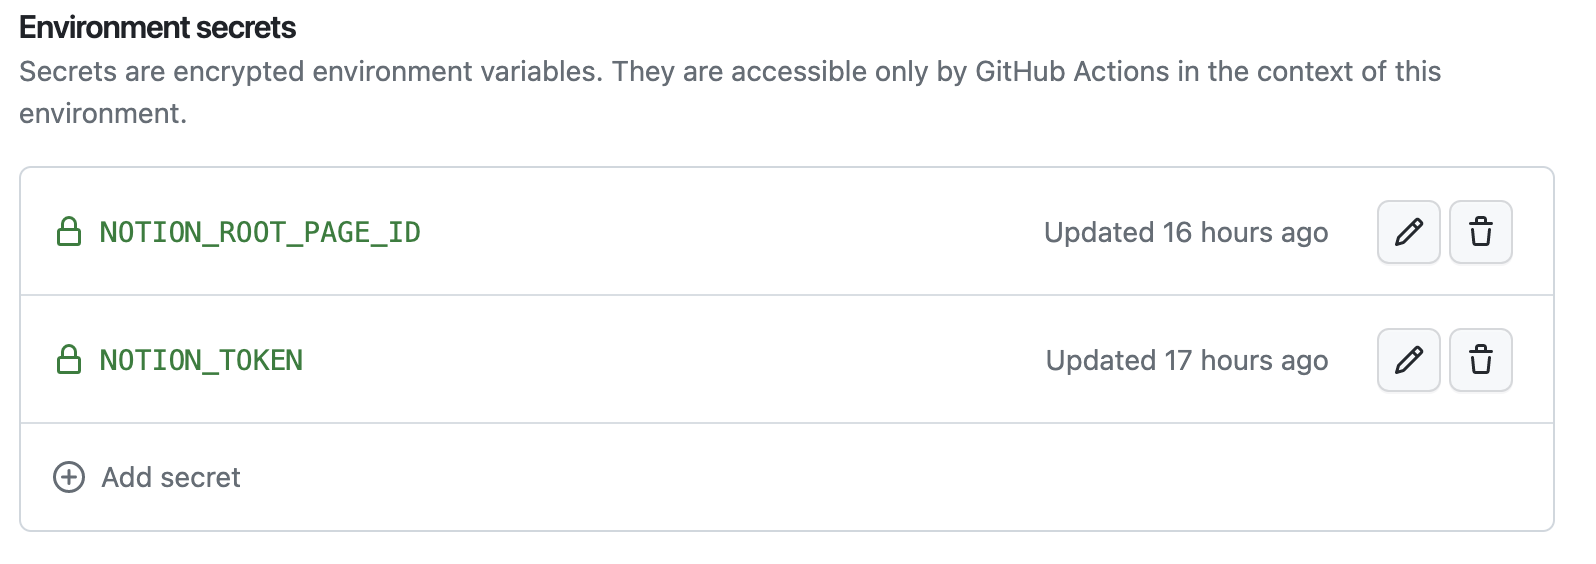 Environment secrets
Secrets are encrypted environment variables. They are accessible only by GitHub Actions in the context of this
environment.
NOTION_ROOT_PAGE_ID Updated 16 hours ago
NOTION_TOKEN Updated 17 hours ago
Add secret